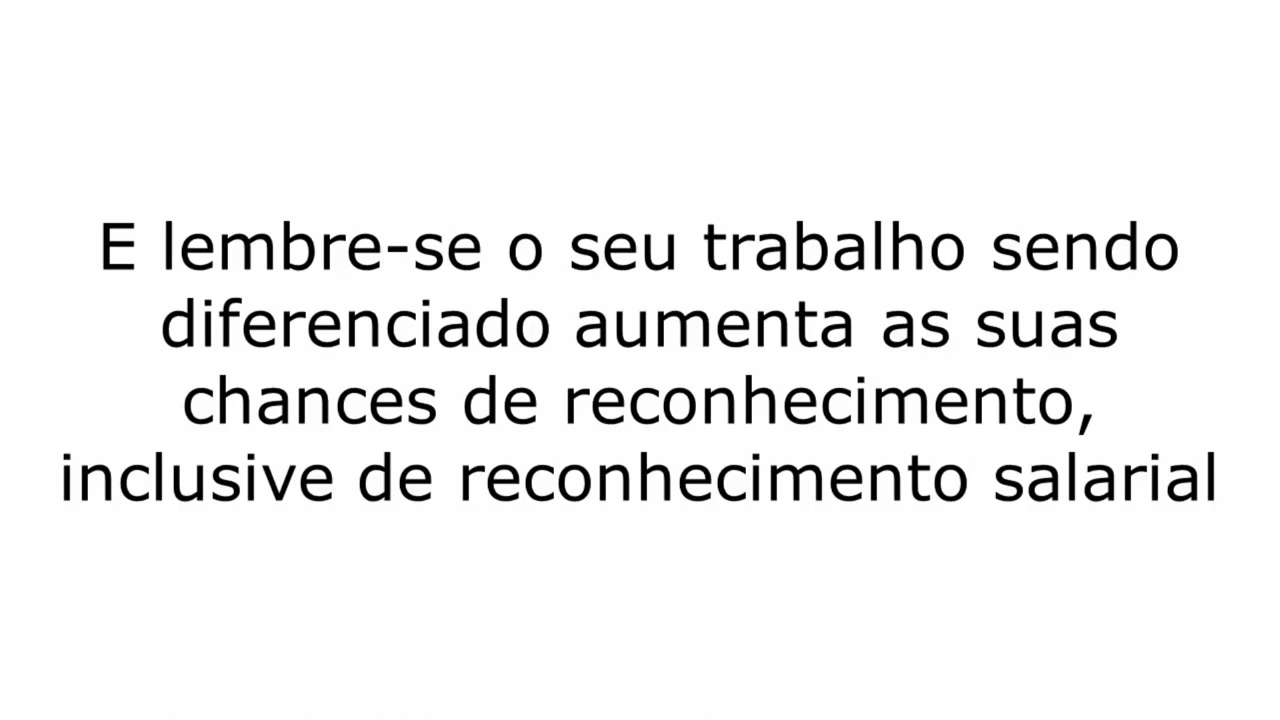 E lembre-se o seu trabalho sendo
diferenciado aumenta as suas
chances de reconhecimento,
inclusive de reconhecimento salarial